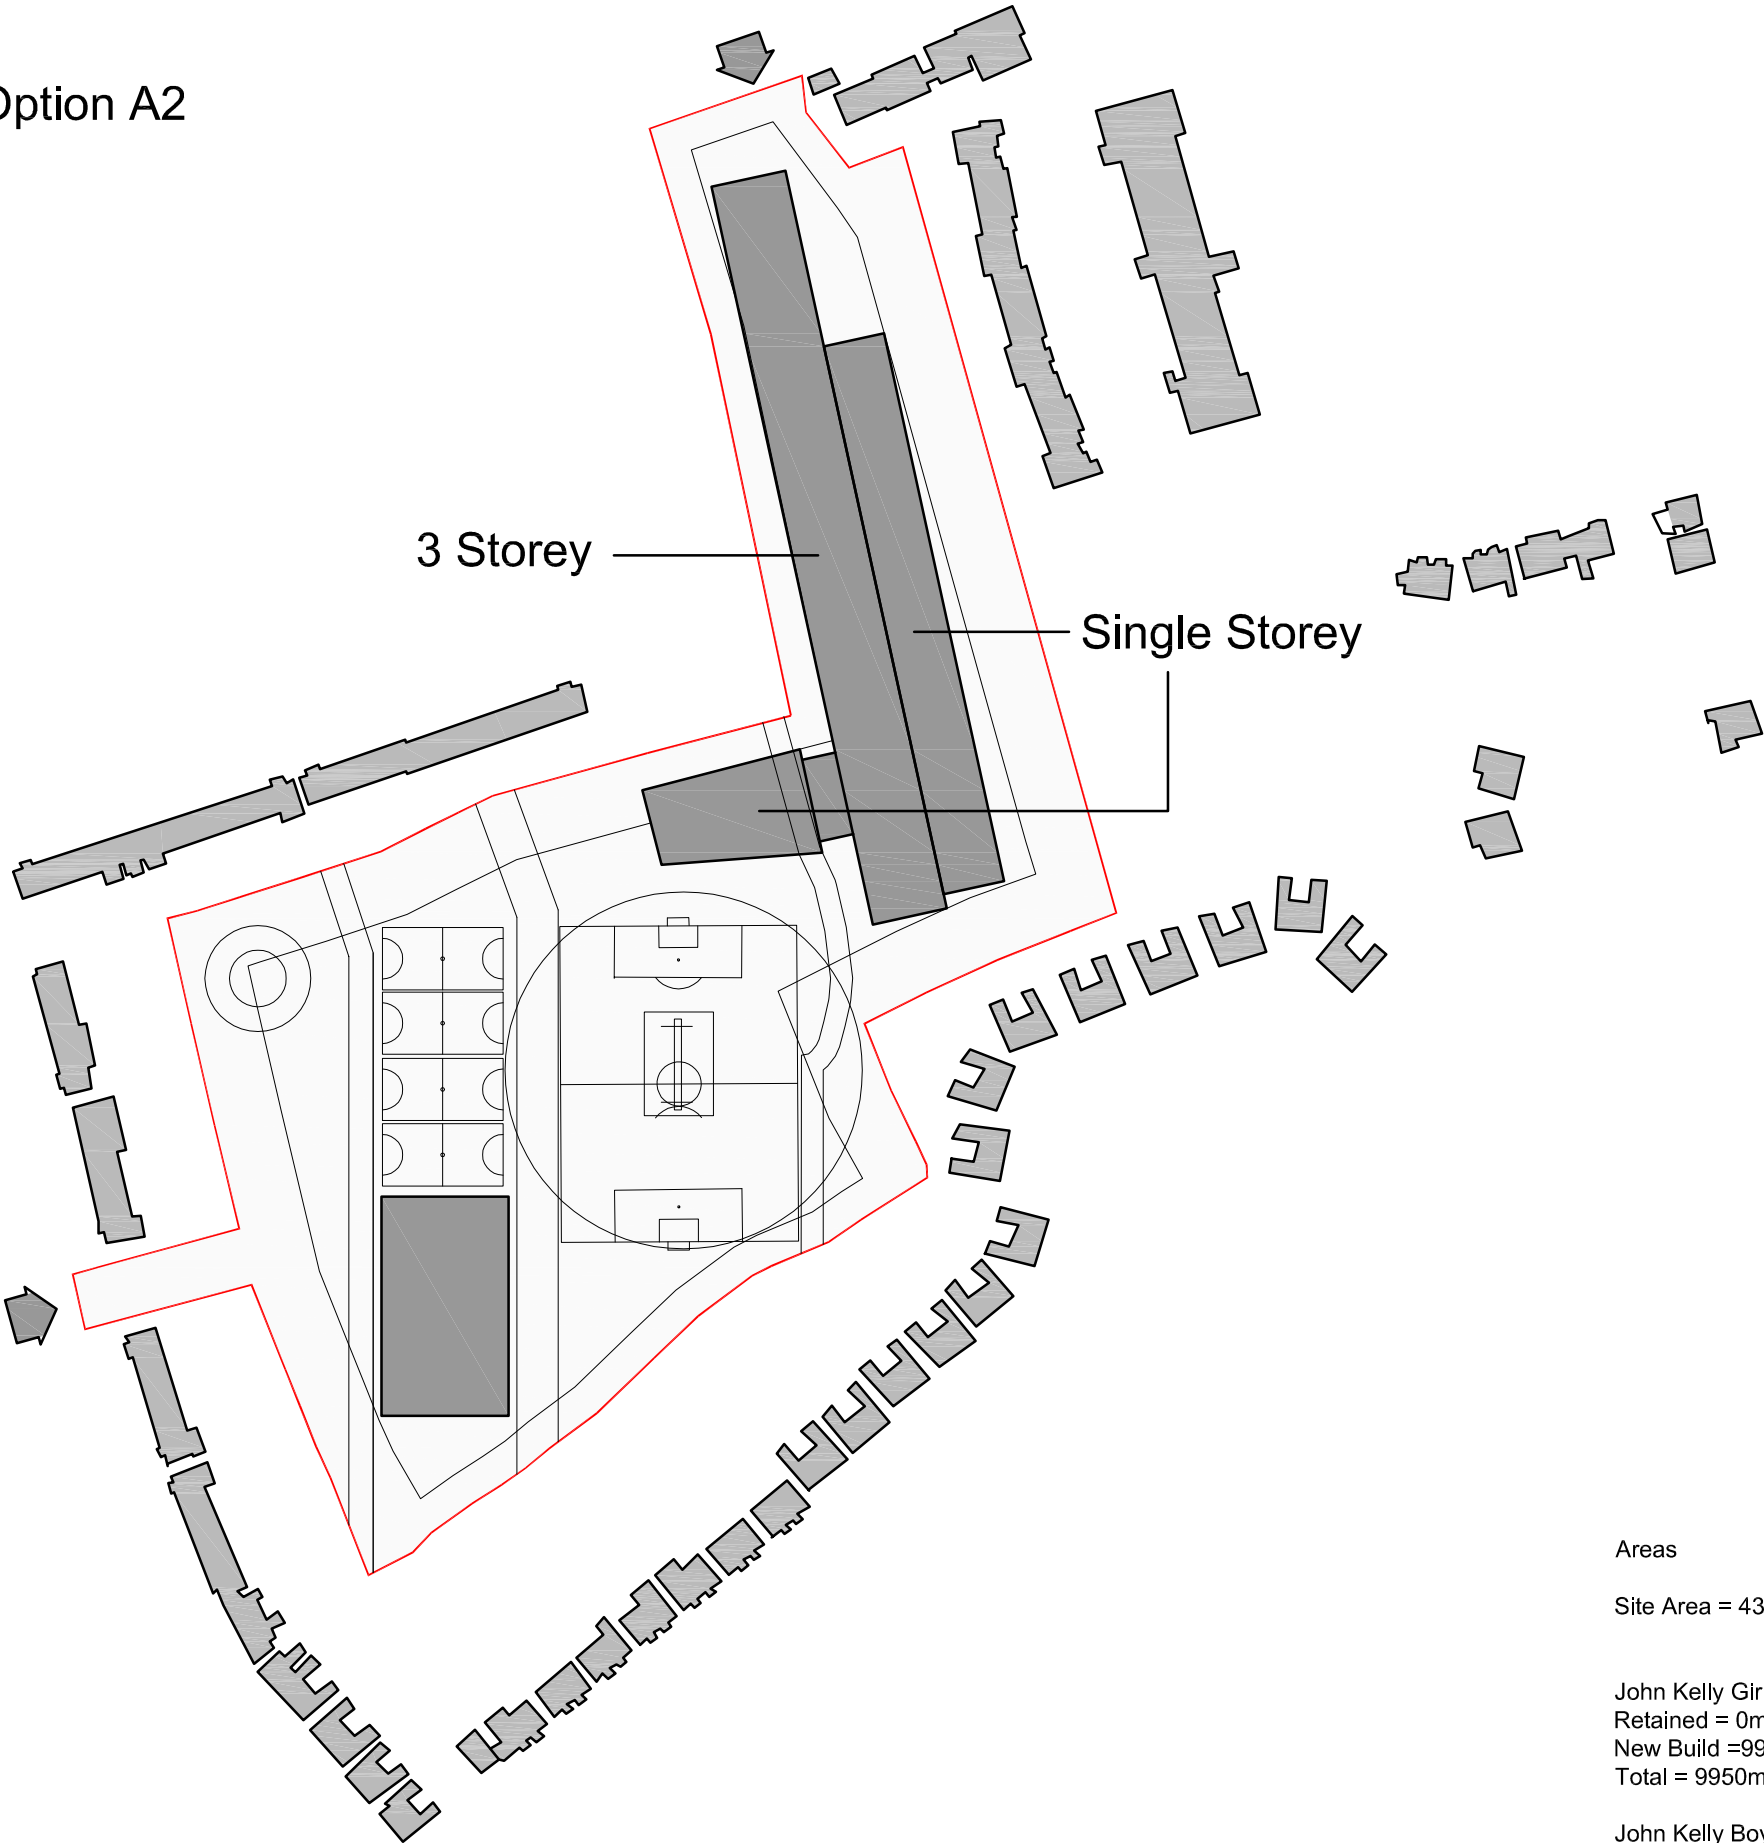 Option A2
3 Storey
Single Storey
Areas
Site Area = 43
John Kelly Gir
Retained = 0m
New Build =99
Total = 9950m
John Kelly Boy